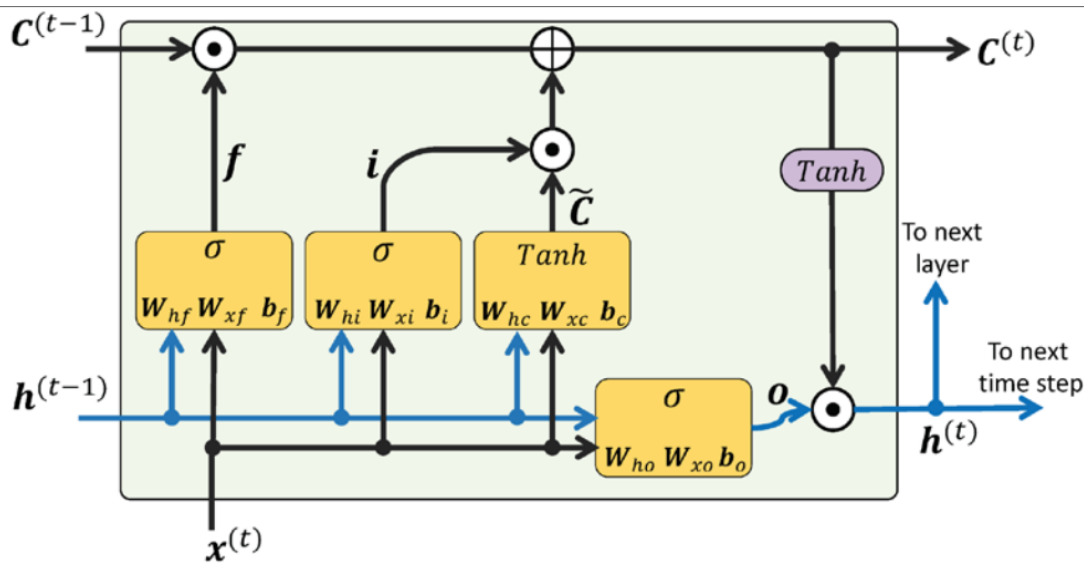 C^(t−1)
C^(t)
f
i
C̃
Tanh
σ
W_hf W_xf b_f
σ
W_hi W_xi b_i
Tanh
W_hc W_xc b_c
To next
layer
To next
time step
h^(t−1)
σ
W_ho W_xo b_o
o
h^(t)
x^(t)